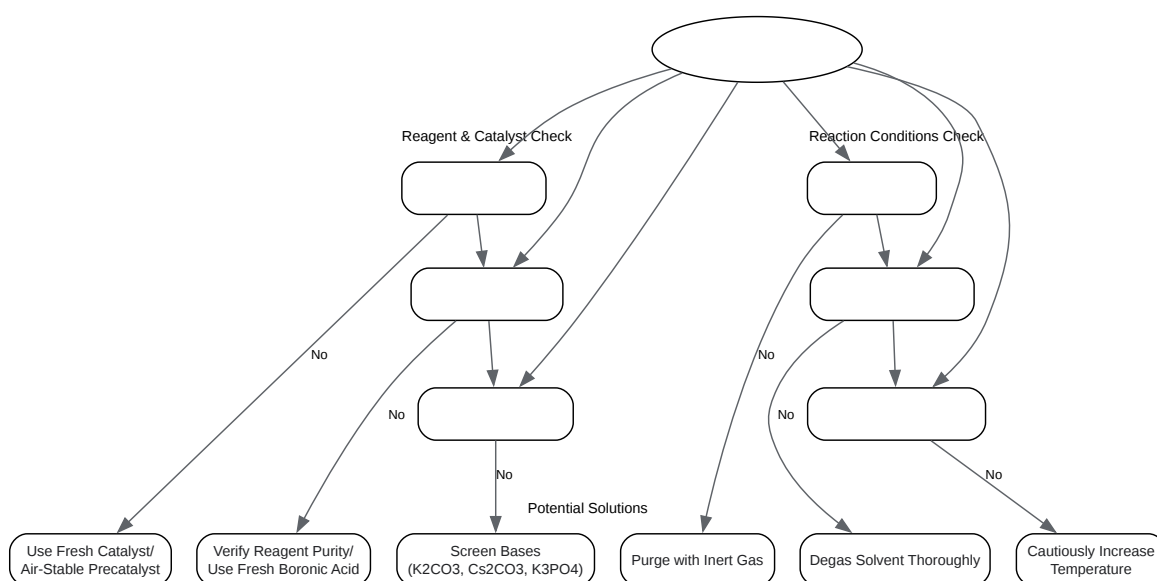 Reagent & Catalyst Check
Reaction Conditions Check
No
No
No
No
No
No
Potential Solutions
Use Fresh Catalyst/
Air-Stable Precatalyst
Verify Reagent Purity/
Use Fresh Boronic Acid
Screen Bases
(K2CO3, Cs2CO3, K3PO4)
Purge with Inert Gas
Degas Solvent Thoroughly
Cautiously Increase
Temperature